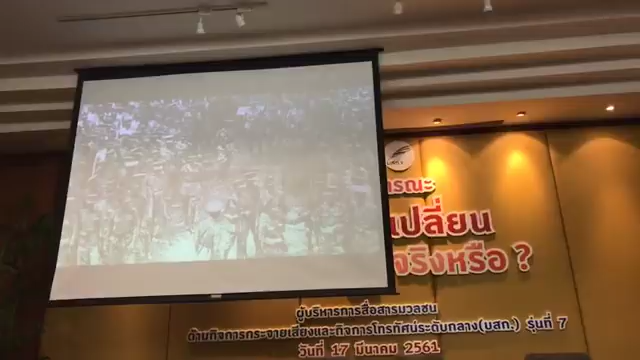 ารณะ
เปลี่ยน
จริงหรือ ?
ผู้บริหารการสื่อสารมวลชน
ด้านกิจการกระจายเสียงและกิจการโทรทัศน์ระดับกลาง(บสก.) รุ่นที่ 7
วันที่ 17 มีนาคม 2561